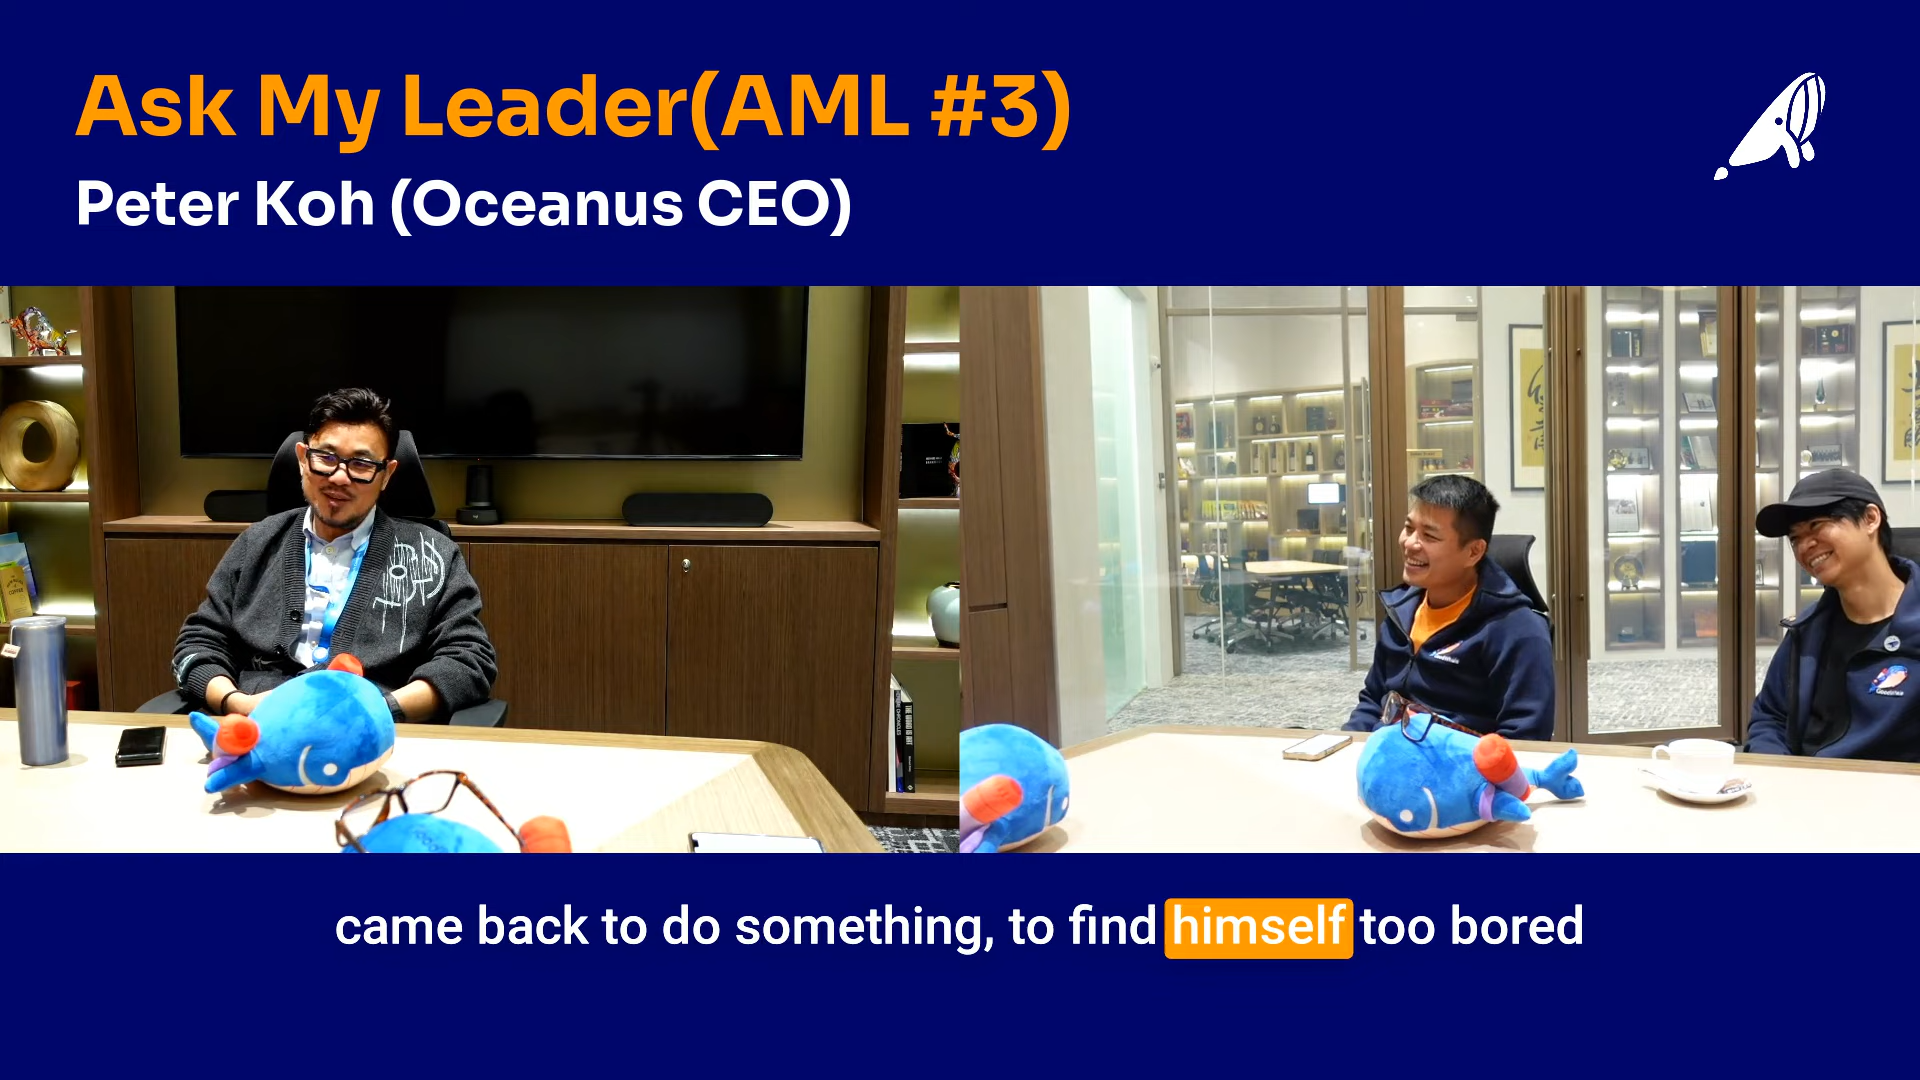 Ask My Leader(AML #3)
Peter Koh (Oceanus CEO)
came back to do something, to find himself too bored